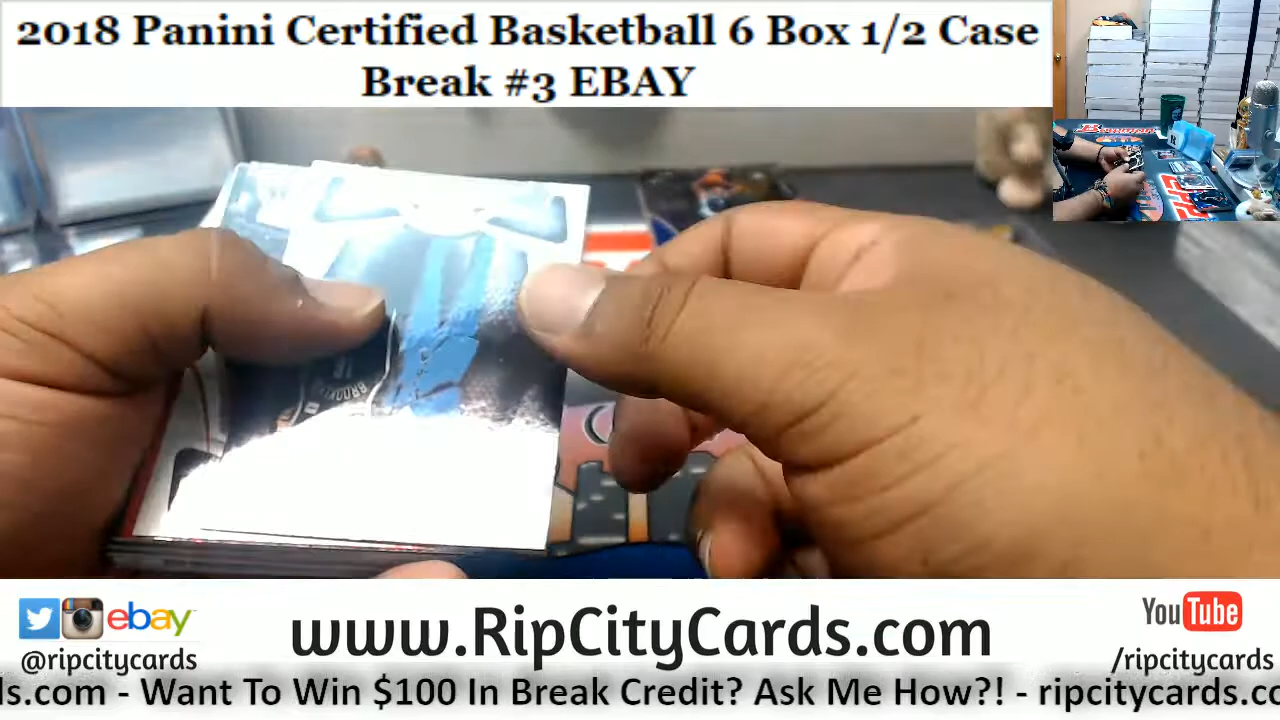 2018 Panini Certified Basketball 6 Box 1/2 Case
Break #3 EBAY
ebay
@ripcitycards
www.RipCityCards.com
YouTube
/ripcitycards
ds.com - Want To Win $100 In Break Credit? Ask Me How?! - ripcitycards.co